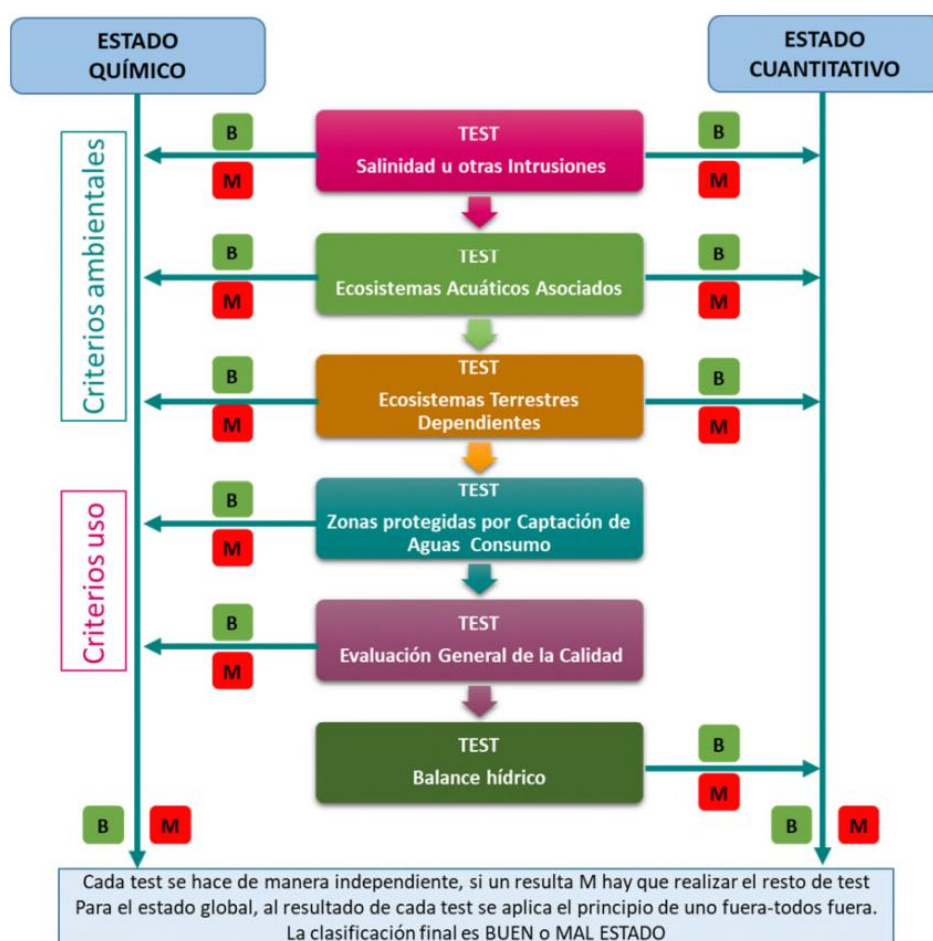 ESTADO
QUÍMICO
ESTADO
CUANTITATIVO
Criterios ambientales
Criterios uso
B
M
TEST
Salinidad u otras Intrusiones
B
M
B
M
TEST
Ecosistemas Acuáticos Asociados
B
M
B
M
TEST
Ecosistemas Terrestres
Dependientes
B
M
B
M
TEST
Zonas protegidas por Captación de
Aguas Consumo
B
M
TEST
Evaluación General de la Calidad
TEST
Balance hídrico
B
M
B M
B M
Cada test se hace de manera independiente, si un resulta M hay que realizar el resto de test
Para el estado global, al resultado de cada test se aplica el principio de uno fuera-todos fuera.
La clasificación final es BUEN o MAL ESTADO